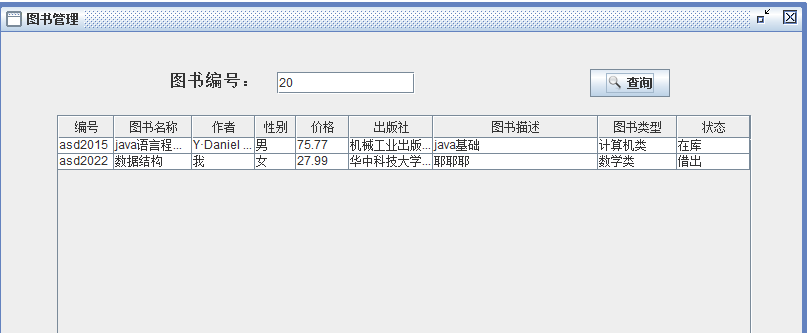 图书管理
图书编号： 20 查询
编号 图书名称 作者 性别 价格 出版社 图书描述 图书类型 状态
asd2015 java语言程... Y·Daniel ... 男 75.77 机械工业出版... java基础 计算机类 在库
asd2022 数据结构 我 女 27.99 华中科技大学... 耶耶耶 数学类 借出